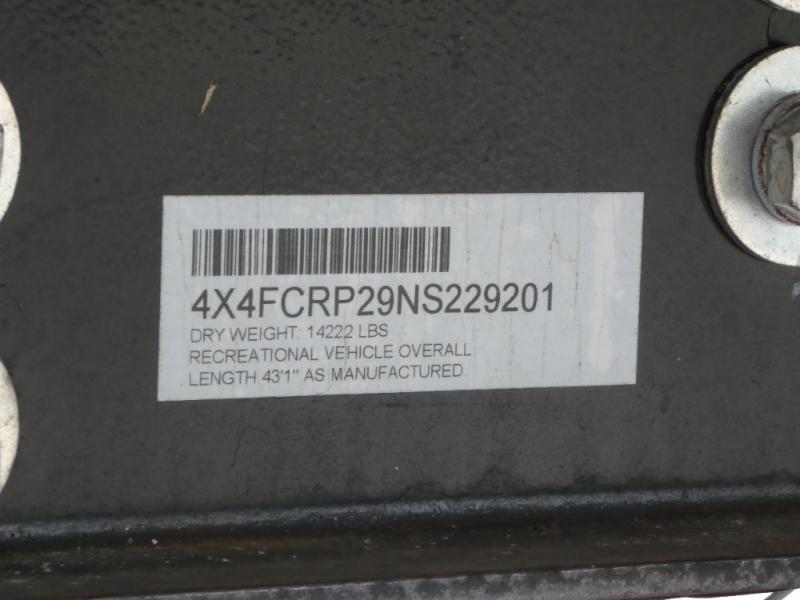 4X4FCRP29NS229201
DRY WEIGHT: 14222 LBS
RECREATIONAL VEHICLE OVERALL
LENGTH 43'1" AS MANUFACTURED